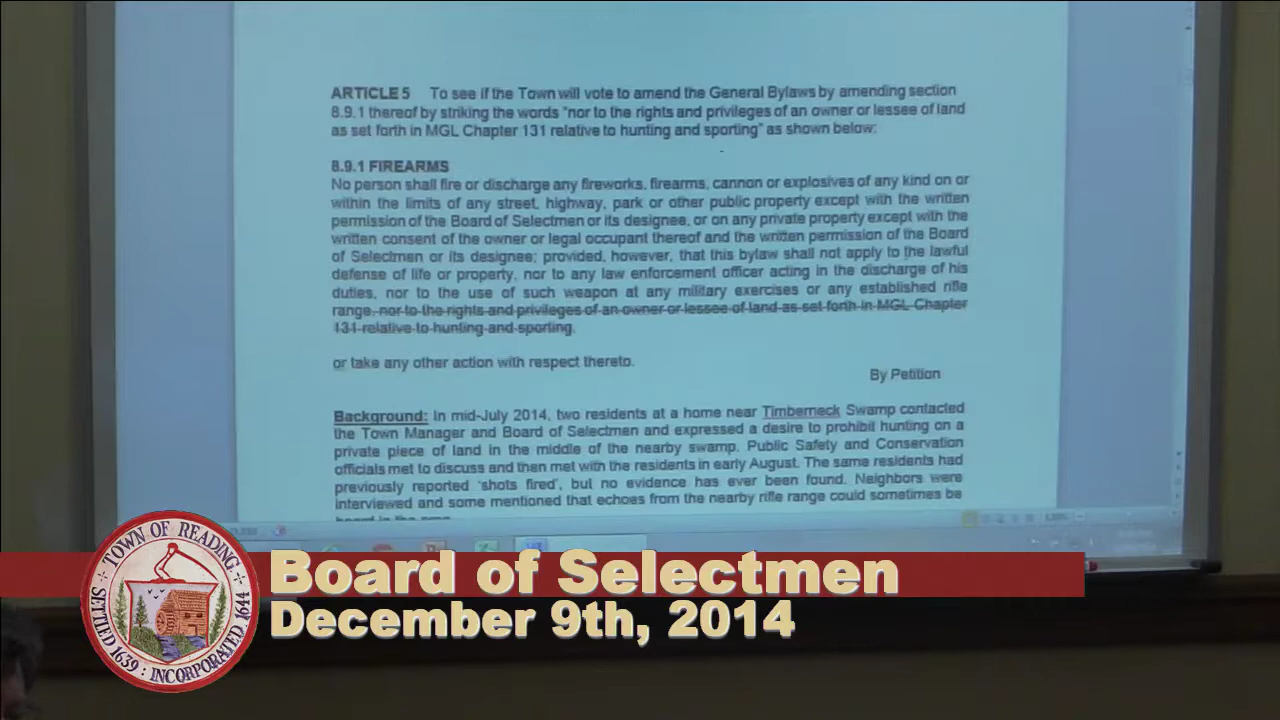 ARTICLE 5 To see if the Town will vote to amend the General Bylaws by amending section
8.9.1 thereof by striking the words "nor to the rights and privileges of an owner or lessee of land
as set forth in MGL Chapter 131 relative to hunting and sporting" as shown below:
8.9.1 FIREARMS
No person shall fire or discharge any fireworks, firearms, cannon or explosives of any kind on or
within the limits of any street, highway, park or other public property except with the written
permission of the Board of Selectmen or its designee, or on any private property except with the
written consent of the owner or legal occupant thereof and the written permission of the Board
of Selectmen or its designee; provided, however, that this bylaw shall not apply to the lawful
defense of life or property, nor to any law enforcement officer acting in the discharge of his
duties, nor to the use of such weapon at any military exercises or any established rifle
range, nor to the rights and privileges of an owner or lessee of land as set forth in MGL Chapter
131 relative to hunting and sporting.
or take any other action with respect thereto.
By Petition
Background: In mid-July 2014, two residents at a home near Timberneck Swamp contacted
the Town Manager and Board of Selectmen and expressed a desire to prohibit hunting on a
private piece of land in the middle of the nearby swamp. Public Safety and Conservation
officials met to discuss and then met with the residents in early August. The same residents had
previously reported 'shots fired', but no evidence has ever been found. Neighbors were
interviewed and some mentioned that echoes from the nearby rifle range could sometimes be
TOWN OF READING
SETTLED 1639 : INCORPORATED 1644
Board of Selectmen
December 9th, 2014